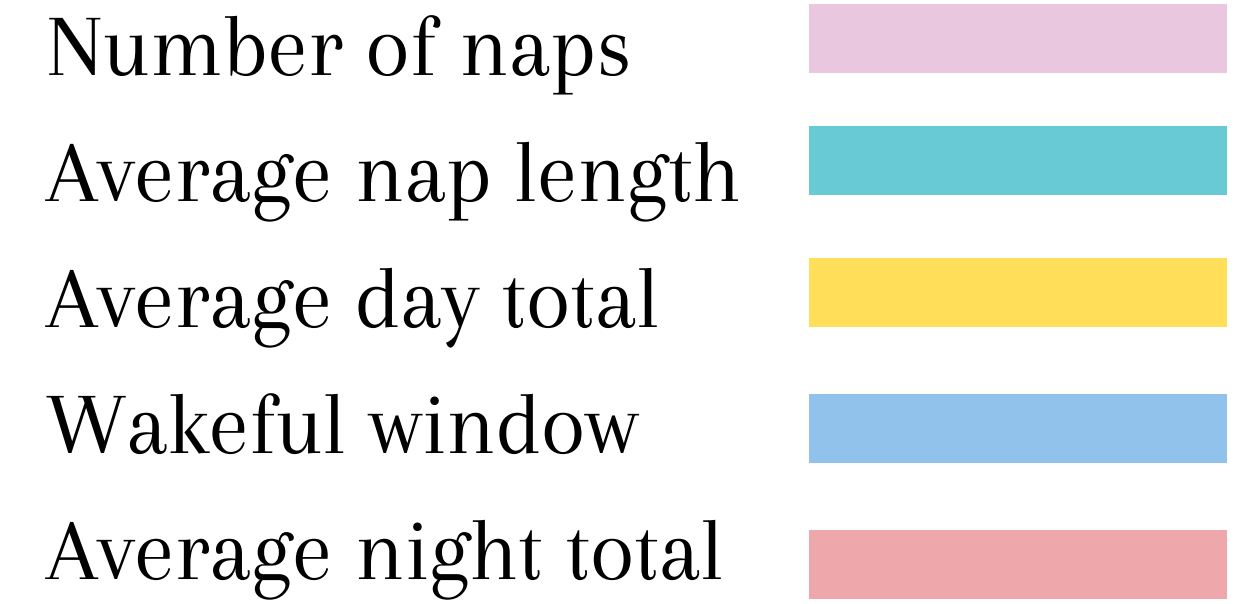 Number of naps
Average nap length
Average day total
Wakeful window
Average night total